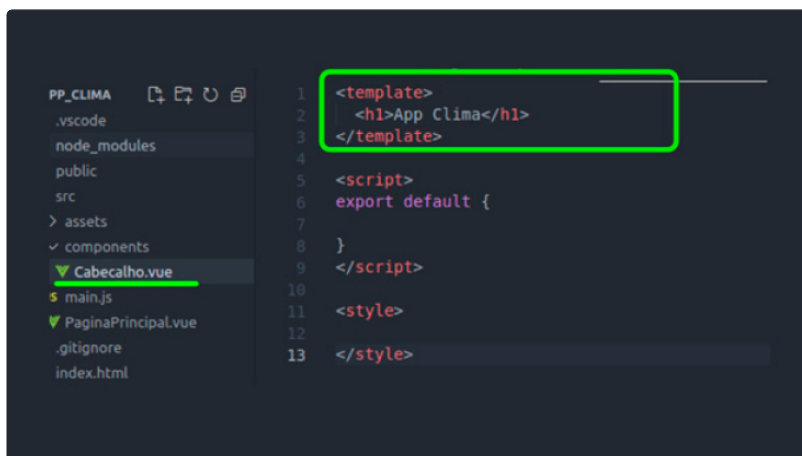 PP_CLIMA
.vscode
node_modules
public
src
assets
components
Cabecalho.vue
JS main.js
PaginaPrincipal.vue
.gitignore
index.html
1 <template>
2 <h1>App Clima</h1>
3 </template>
4
5 <script>
6 export default {
7
8 }
9 </script>
10
11 <style>
12
13 </style>